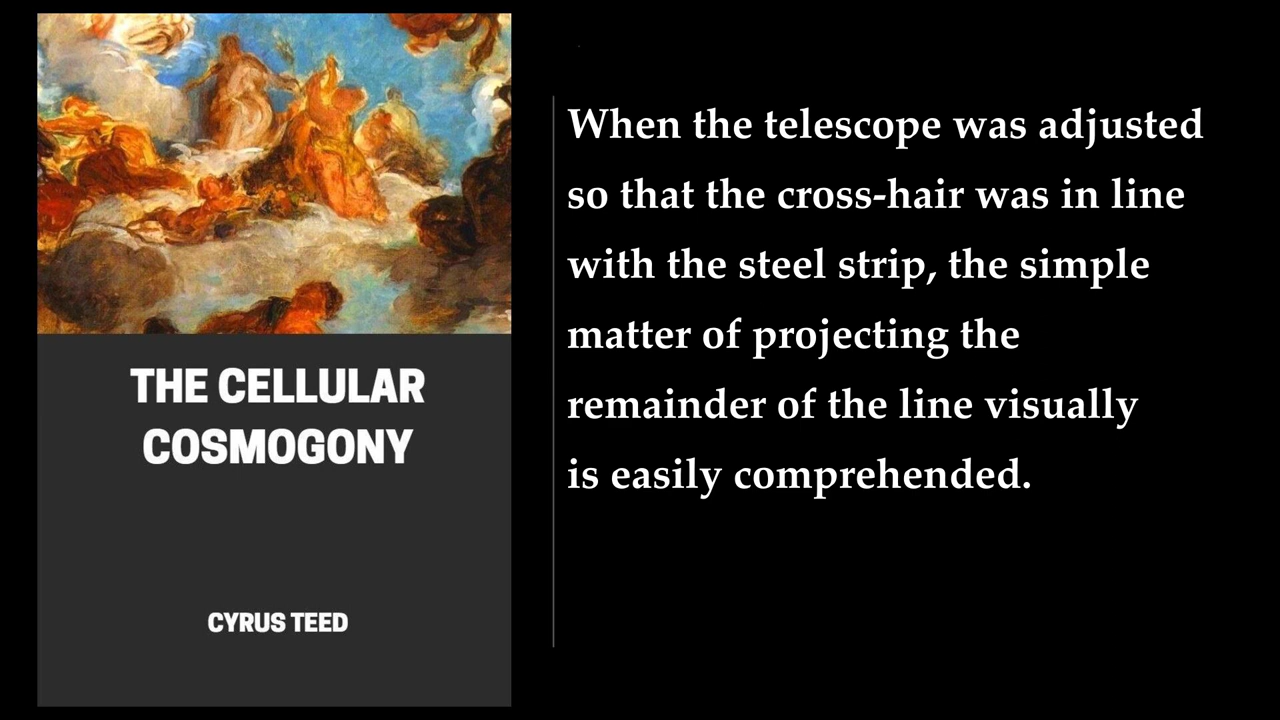 THE CELLULAR
COSMOGONY
CYRUS TEED
When the telescope was adjusted
so that the cross-hair was in line
with the steel strip, the simple
matter of projecting the
remainder of the line visually
is easily comprehended.